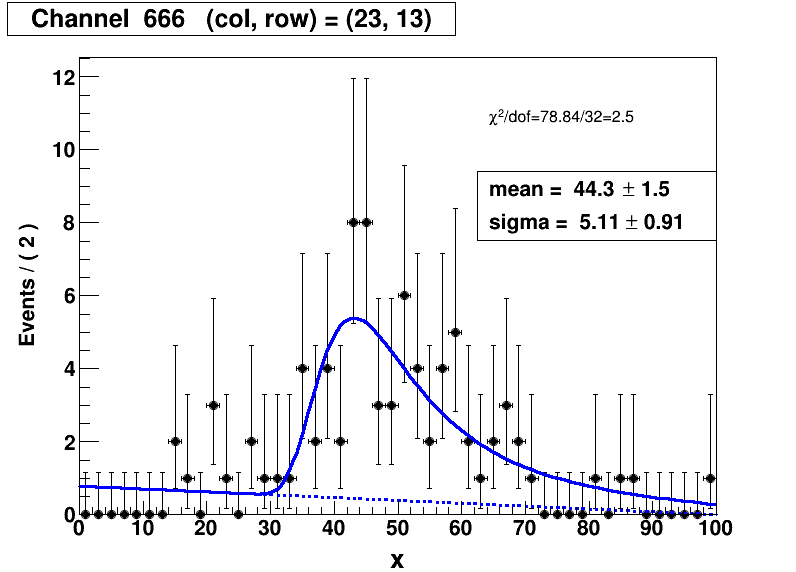 Channel 666 (col, row) = (23, 13)
χ²/dof=78.84/32=2.5
mean = 44.3 ± 1.5
sigma = 5.11 ± 0.91
Events / ( 2 )
12
10
8
6
4
2
0
0 10 20 30 40 50 60 70 80 90 100
x